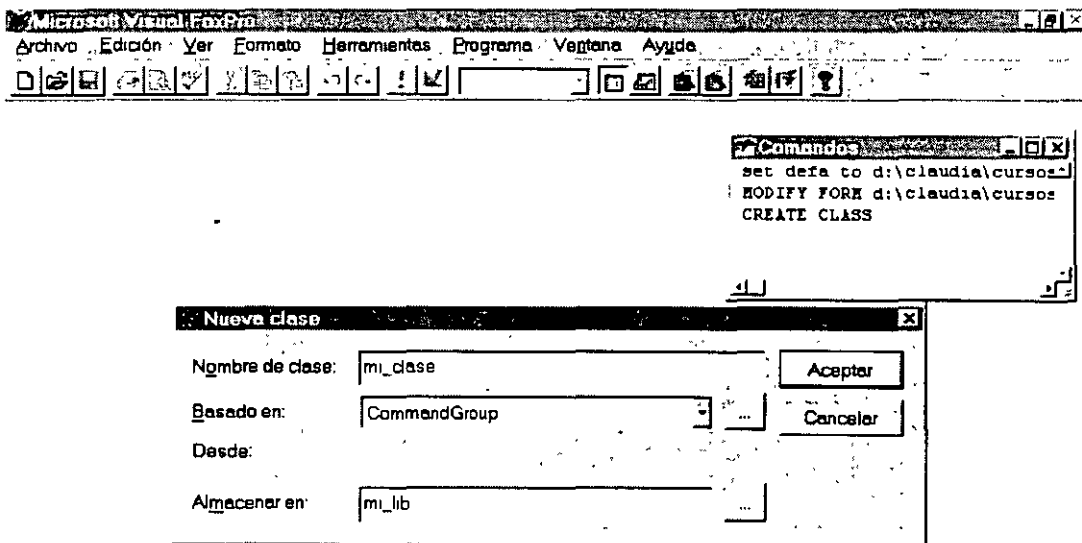 Microsoft Visual FoxPro
Archivo Edición Ver Formato Herramientas Programa Ventana Ayuda
Comandos
set defa to d:\claudia\cursos
MODIFY FORM d:\claudia\cursos
CREATE CLASS
Nueva clase
Nombre de clase: mi_clase
Aceptar
Basado en: CommandGroup ...
Cancelar
Desde:
Almacenar en: mi_lib ...